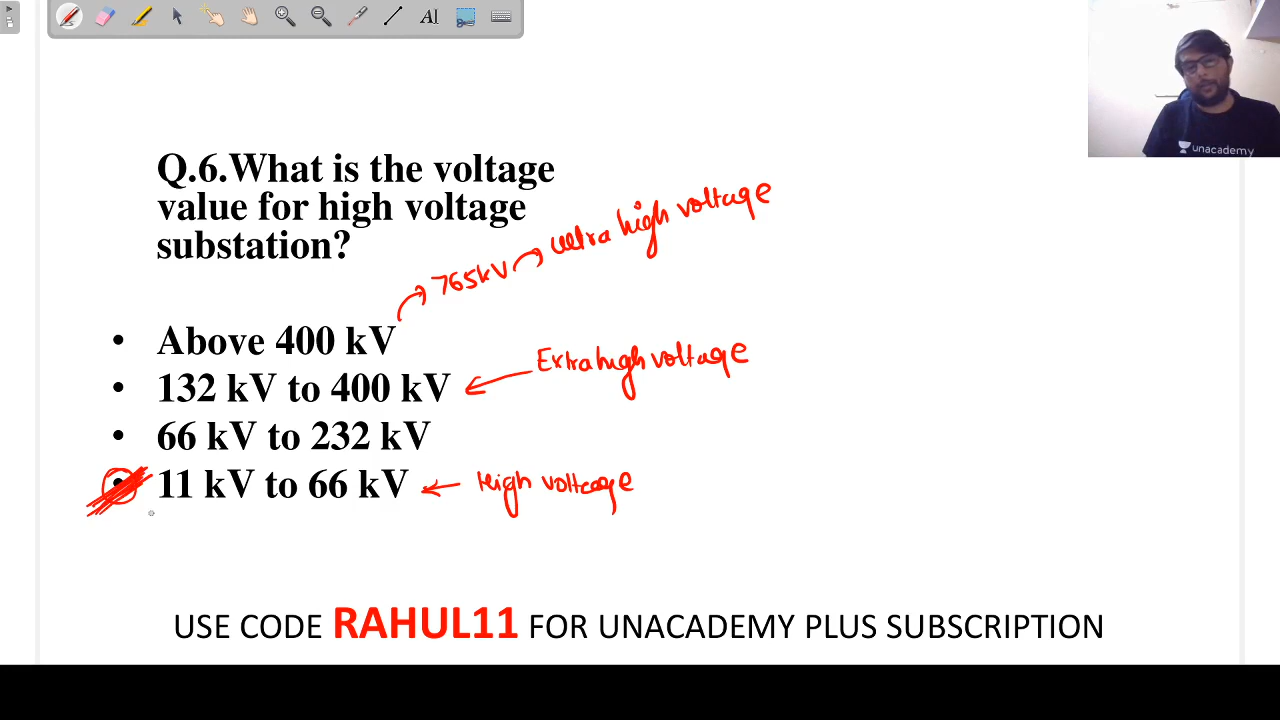 AI
unacademy
Q.6.What is the voltage
value for high voltage
substation?
765kV → Ultra high voltage
• Above 400 kV
Extra high voltage
• 132 kV to 400 kV
• 66 kV to 232 kV
• 11 kV to 66 kV ← High voltage
USE CODE RAHUL11 FOR UNACADEMY PLUS SUBSCRIPTION